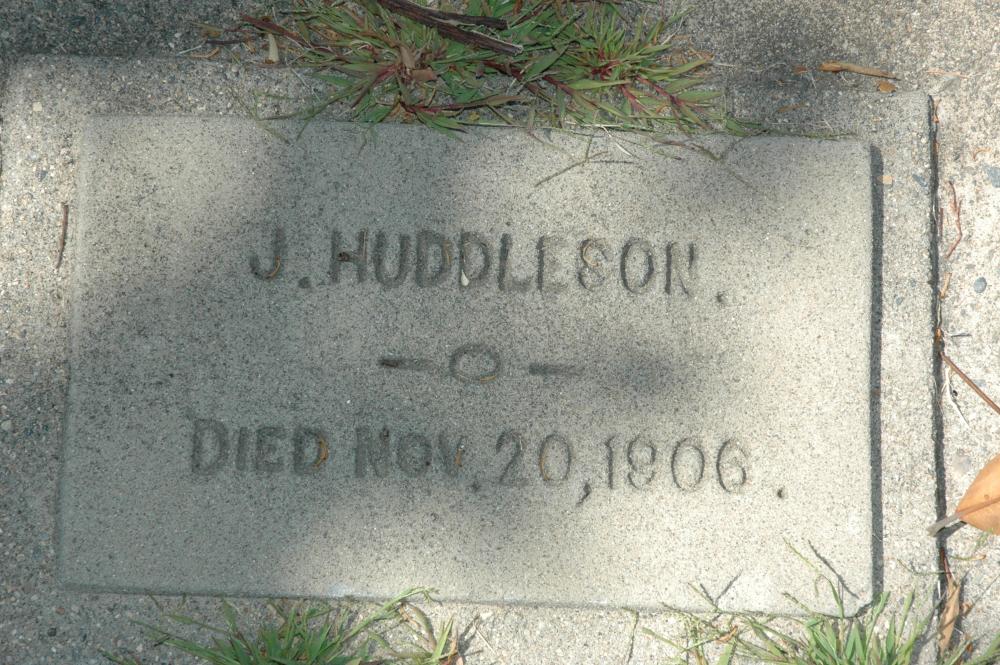 J. HUDDLESON.
—O—
DIED NOV. 20, 1906.